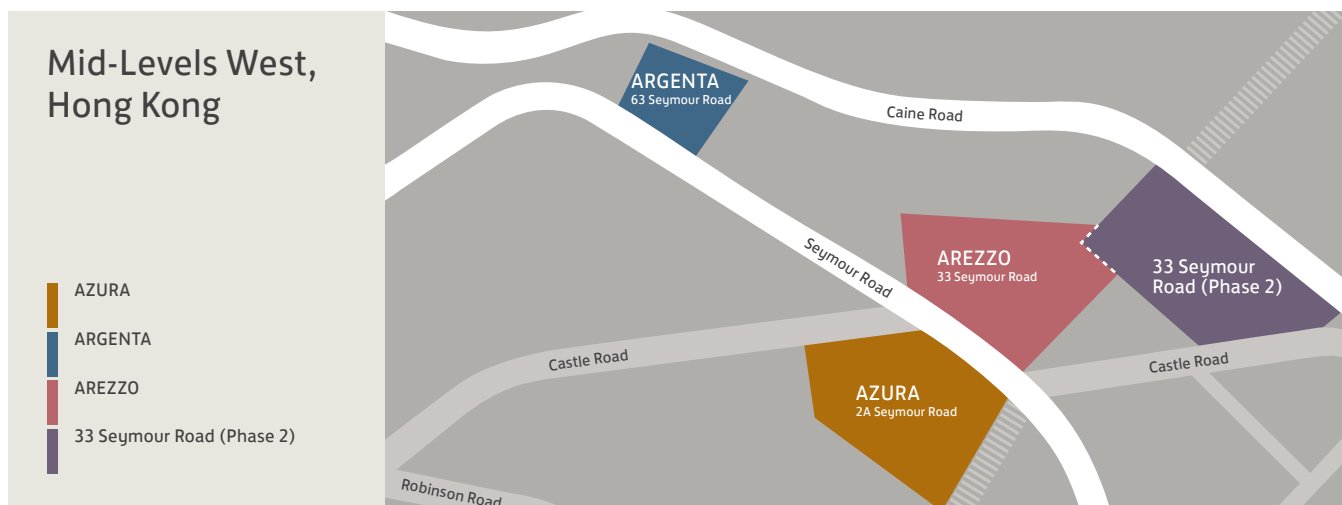 Mid-Levels West,
Hong Kong
AZURA
ARGENTA
AREZZO
33 Seymour Road (Phase 2)
ARGENTA
63 Seymour Road
Caine Road
Seymour Road
AREZZO
33 Seymour Road
33 Seymour
Road (Phase 2)
Castle Road
Castle Road
AZURA
2A Seymour Road
Robinson Road